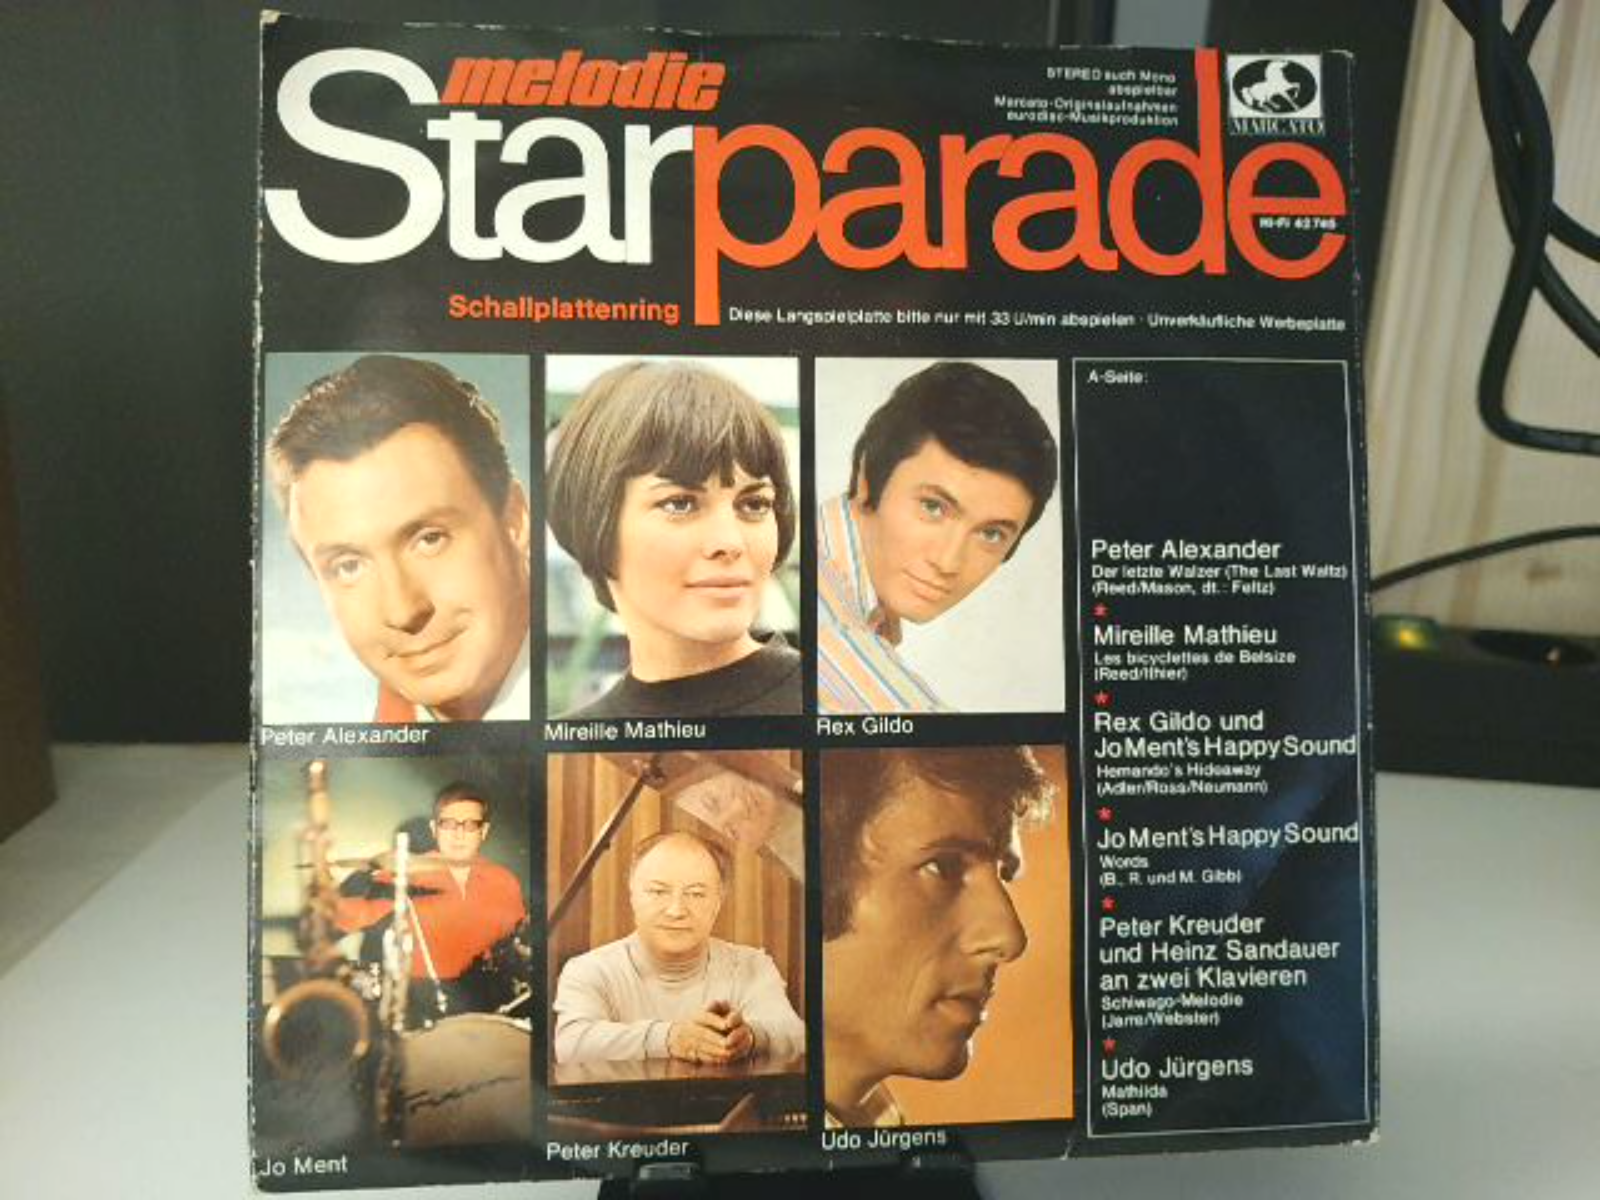 melodie
Starparade
STEREO auch Mono
abspielbar
Marcato-Originalaufnahmen
eurodisc-Musikproduktion
MARCATO
Hi-Fi 42 745
Schallplattenring
Diese Langspielplatte bitte nur mit 33 U/min abspielen · Unverkäufliche Werbeplatte
A-Seite:
Peter Alexander
Der letzte Walzer (The Last Waltz)
(Reed/Mason, dt.: Feltz)
*
Mireille Mathieu
Les bicyclettes de Belsize
(Reed/Ithier)
*
Rex Gildo und
Jo Ment's Happy Sound
Hernando's Hideaway
(Adler/Ross/Neumann)
*
Jo Ment's Happy Sound
Words
(B., R. und M. Gibb)
*
Peter Kreuder
und Heinz Sandauer
an zwei Klavieren
Schiwago-Melodie
(Jarre/Webster)
*
Udo Jürgens
Mathilda
(Span)
Peter Alexander
Mireille Mathieu
Rex Gildo
Jo Ment
Peter Kreuder
Udo Jürgens